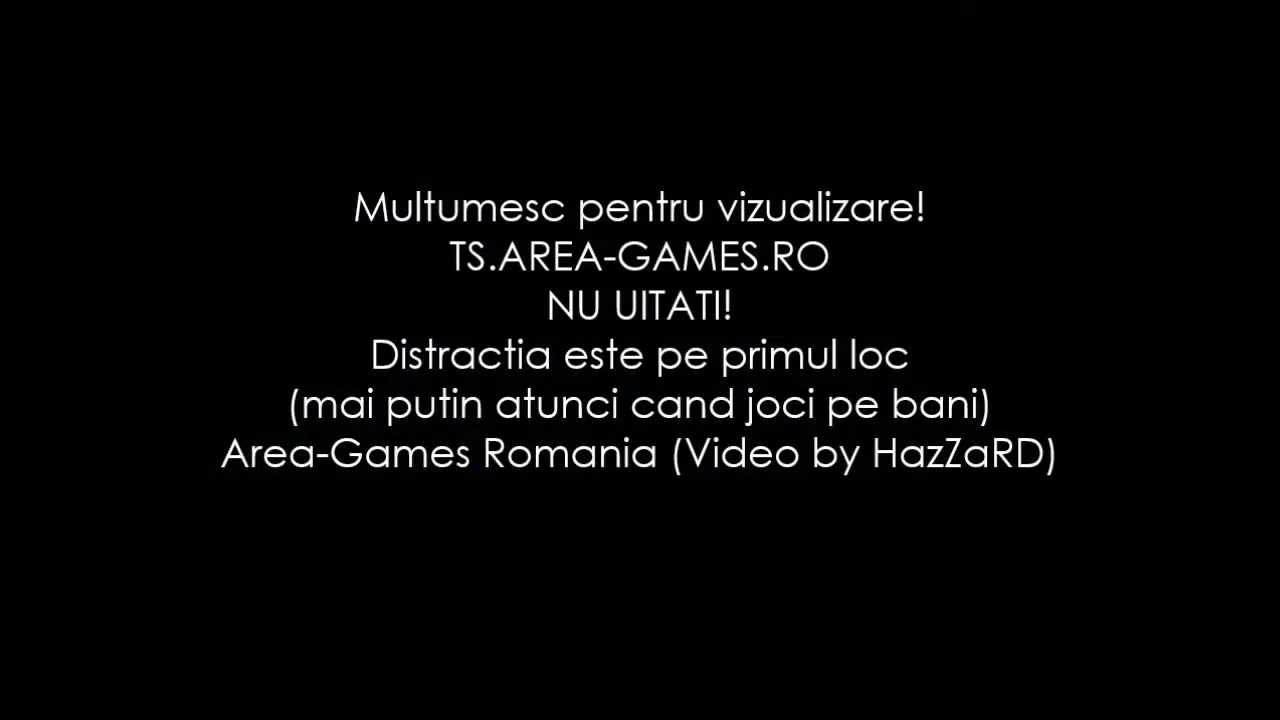 Multumesc pentru vizualizare!
TS.AREA-GAMES.RO
NU UITATI!
Distractia este pe primul loc
(mai putin atunci cand joci pe bani)
Area-Games Romania (Video by HazZaRD)